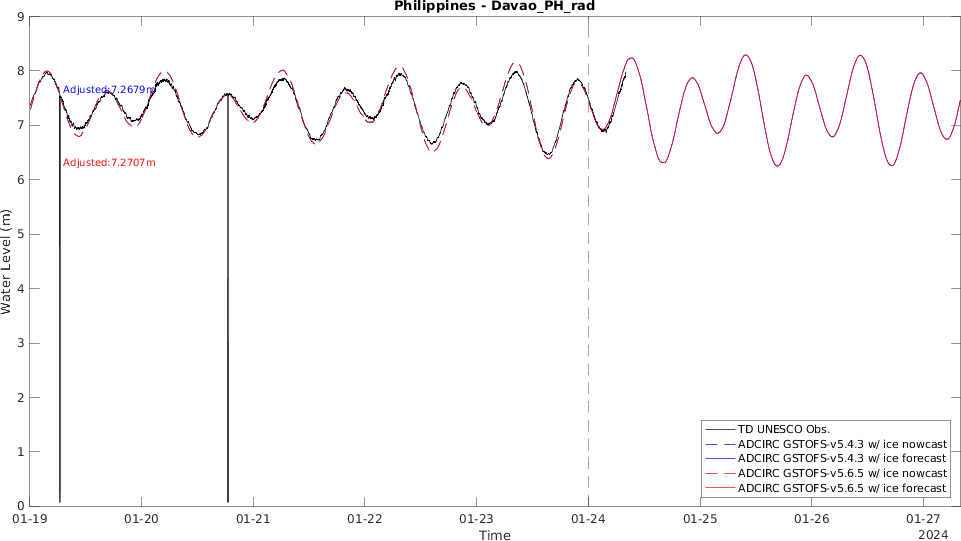 Philippines - Davao_PH_rad
9
8
7
6
5
4
3
2
1
0
Water Level (m)
Adjusted:7.2679m
Adjusted:7.2707m
TD UNESCO Obs.
ADCIRC GSTOFS-v5.4.3 w/ ice nowcast
ADCIRC GSTOFS-v5.4.3 w/ ice forecast
ADCIRC GSTOFS-v5.6.5 w/ ice nowcast
ADCIRC GSTOFS-v5.6.5 w/ ice forecast
01-19 01-20 01-21 01-22 01-23 01-24 01-25 01-26 01-27
Time
2024